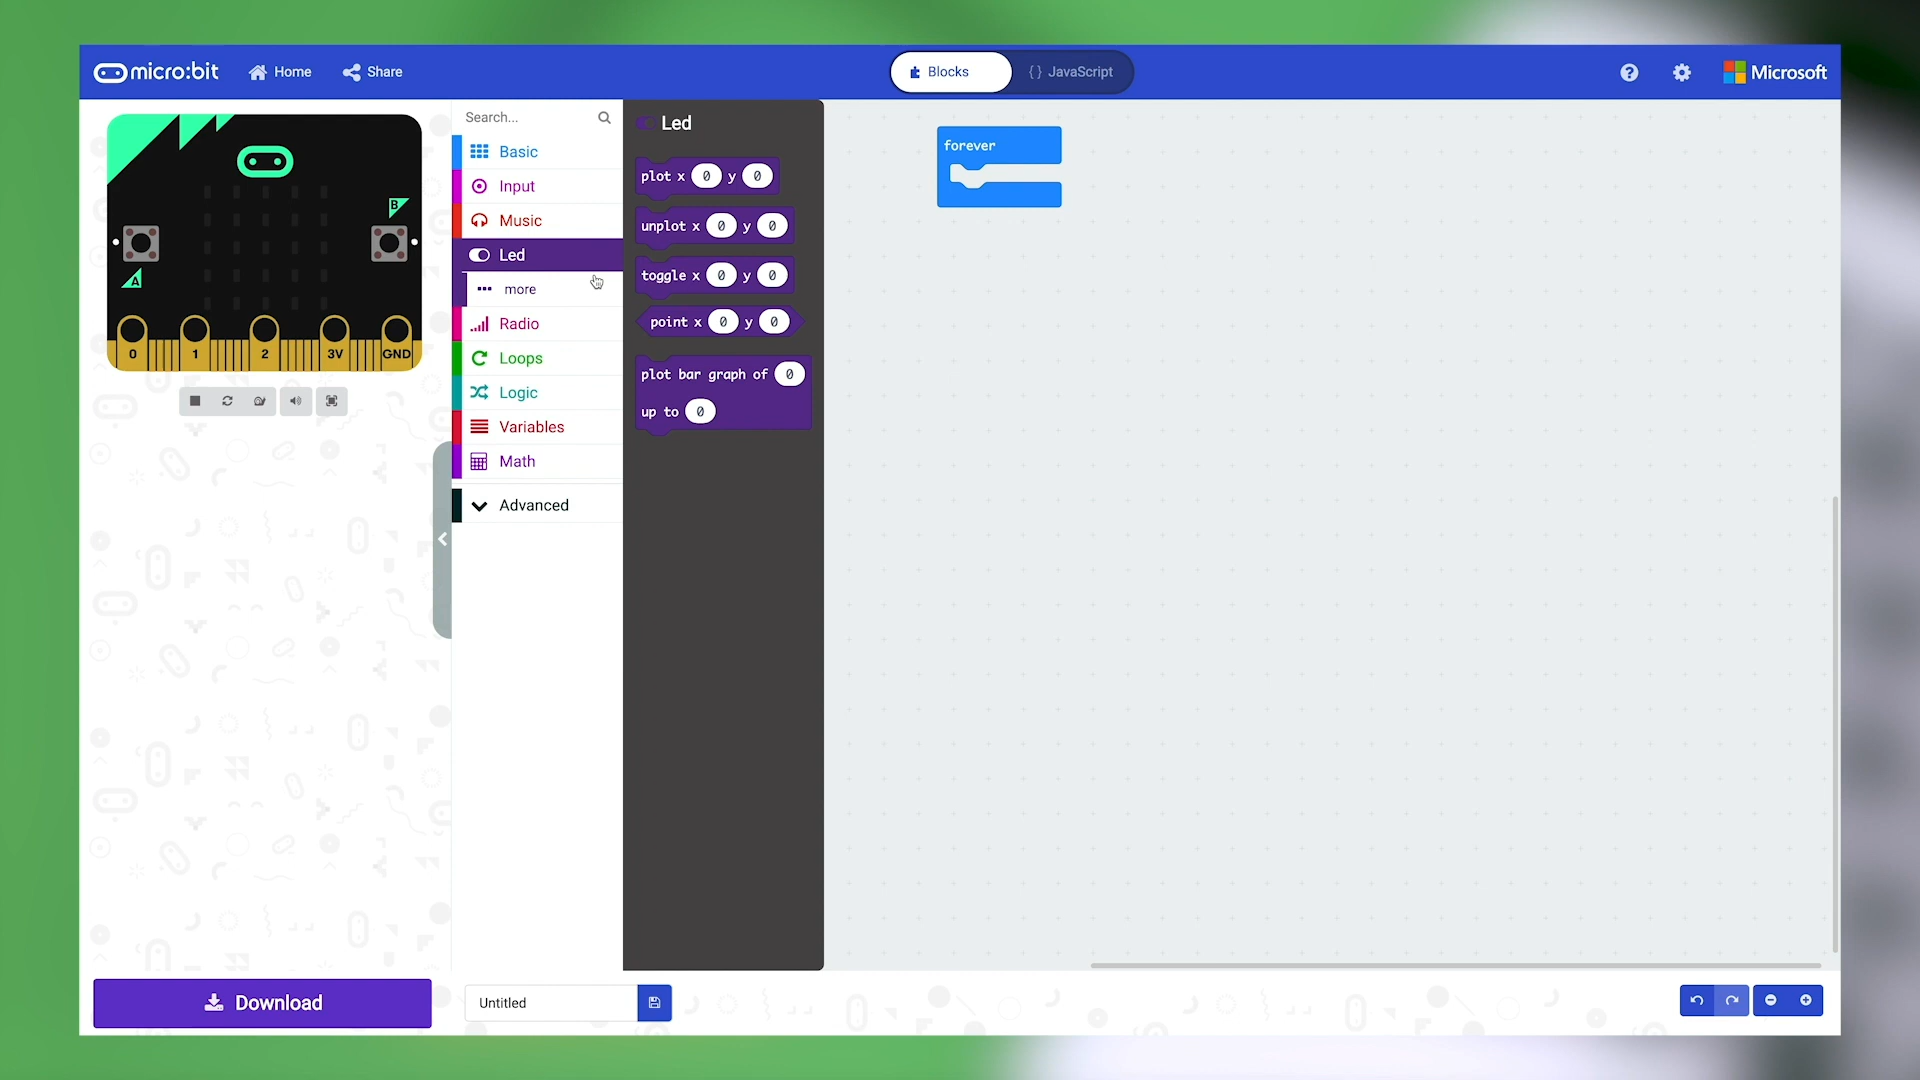 micro:bit Home Share Blocks {} JavaScript ? Microsoft
Search...
Basic
Input
Music
Led
more
Radio
Loops
Logic
Variables
Math
Advanced
Led
plot x 0 y 0
unplot x 0 y 0
toggle x 0 y 0
point x 0 y 0
plot bar graph of 0
up to 0
forever
B
A
0 1 2 3V GND
Download
Untitled